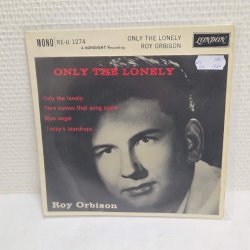 MONO RE-U 1274
A MONUMENT Recording
ONLY THE LONELY
ROY ORBISON
LONDON
ONLY THE LONELY
Only the lonely
Here comes that song again
Blue angel
Today's teardrops
Roy Orbison